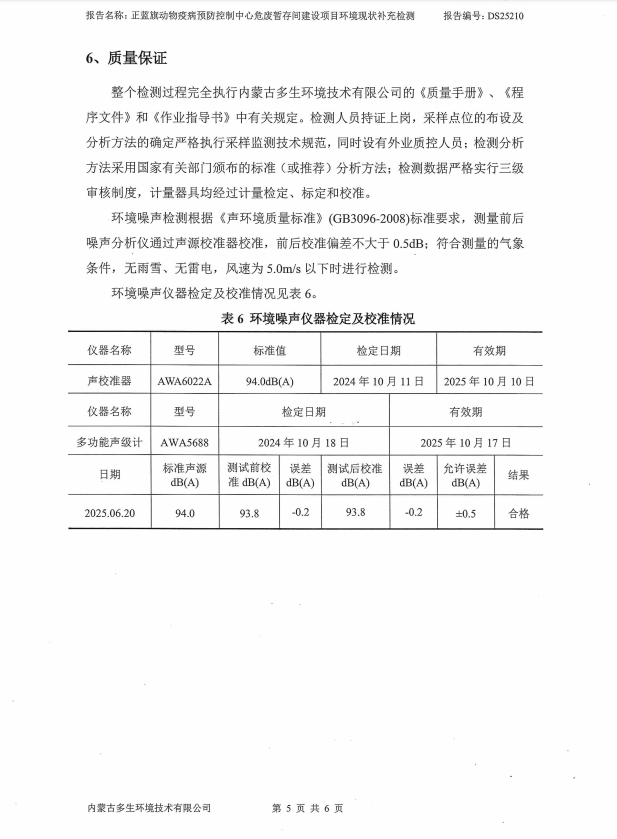 报告名称：正蓝旗动物疫病预防控制中心危废暂存间建设项目环境现状补充检测 报告编号: DS25210
6、质量保证
整个检测过程完全执行内蒙古多生环境技术有限公司的《质量手册》、《程
序文件》和《作业指导书》中有关规定。检测人员持证上岗，采样点位的布设及
分析方法的确定严格执行采样监测技术规范，同时设有外业质控人员；检测分析
方法采用国家有关部门颁布的标准（或推荐）分析方法；检测数据严格实行三级
审核制度，计量器具均经过计量检定、标定和校准。
环境噪声检测根据《声环境质量标准》(GB3096-2008)标准要求，测量前后
噪声分析仪通过声源校准器校准，前后校准偏差不大于 0.5dB；符合测量的气象
条件，无雨雪、无雷电，风速为 5.0m/s 以下时进行检测。
环境噪声仪器检定及校准情况见表 6。
表 6 环境噪声仪器检定及校准情况
仪器名称 型号 标准值 检定日期 有效期
声校准器 AWA6022A 94.0dB(A) 2024 年 10 月 11 日 2025 年 10 月 10 日
仪器名称 型号 检定日期 有效期
多功能声级计 AWA5688 2024 年 10 月 18 日 2025 年 10 月 17 日
日期 标准声源 dB(A) 测试前校准 dB(A) 误差 dB(A) 测试后校准 dB(A) 误差 dB(A) 允许误差 dB(A) 结果
2025.06.20 94.0 93.8 -0.2 93.8 -0.2 ±0.5 合格
内蒙古多生环境技术有限公司 第 5 页 共 6 页